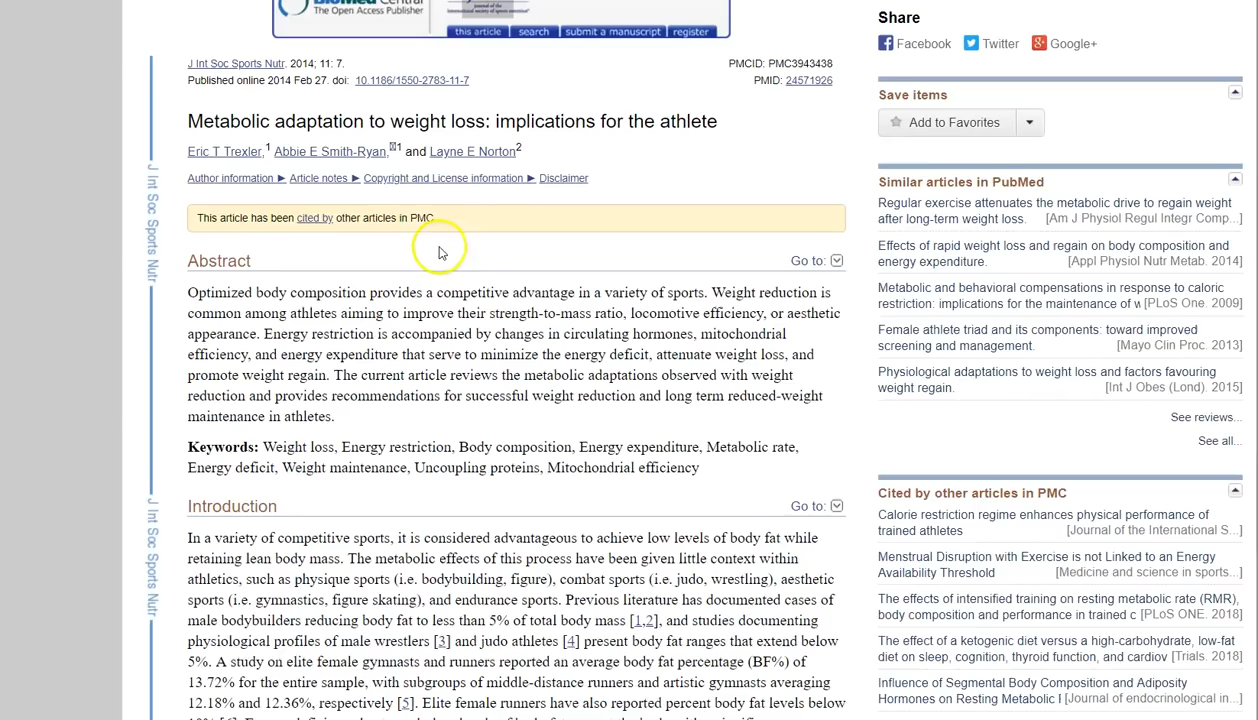 BioMed Central
The Open Access Publisher
this article
search
submit a manuscript
register
J Int Soc Sports Nutr. 2014; 11: 7.
PMCID: PMC3943438
Published online 2014 Feb 27. doi: 10.1186/1550-2783-11-7
PMID: 24571926
Metabolic adaptation to weight loss: implications for the athlete
Eric T Trexler,1 Abbie E Smith-Ryan,1 and Layne E Norton2
Author information ► Article notes ► Copyright and License information ► Disclaimer
This article has been cited by other articles in PMC.
Abstract
Go to:
Optimized body composition provides a competitive advantage in a variety of sports. Weight reduction is
common among athletes aiming to improve their strength-to-mass ratio, locomotive efficiency, or aesthetic
appearance. Energy restriction is accompanied by changes in circulating hormones, mitochondrial
efficiency, and energy expenditure that serve to minimize the energy deficit, attenuate weight loss, and
promote weight regain. The current article reviews the metabolic adaptations observed with weight
reduction and provides recommendations for successful weight reduction and long term reduced-weight
maintenance in athletes.
Keywords: Weight loss, Energy restriction, Body composition, Energy expenditure, Metabolic rate,
Energy deficit, Weight maintenance, Uncoupling proteins, Mitochondrial efficiency
Introduction
Go to:
In a variety of competitive sports, it is considered advantageous to achieve low levels of body fat while
retaining lean body mass. The metabolic effects of this process have been given little context within
athletics, such as physique sports (i.e. bodybuilding, figure), combat sports (i.e. judo, wrestling), aesthetic
sports (i.e. gymnastics, figure skating), and endurance sports. Previous literature has documented cases of
male bodybuilders reducing body fat to less than 5% of total body mass [1,2], and studies documenting
physiological profiles of male wrestlers [3] and judo athletes [4] present body fat ranges that extend below
5%. A study on elite female gymnasts and runners reported an average body fat percentage (BF%) of
13.72% for the entire sample, with subgroups of middle-distance runners and artistic gymnasts averaging
12.18% and 12.36%, respectively [5]. Elite female runners have also reported percent body fat levels below
J Int Soc Sports Nutr
J Int Soc Sports Nutr
Share
Facebook
Twitter
Google+
Save items
Add to Favorites
Similar articles in PubMed
Regular exercise attenuates the metabolic drive to regain weight
after long-term weight loss. [Am J Physiol Regul Integr Comp...]
Effects of rapid weight loss and regain on body composition and
energy expenditure. [Appl Physiol Nutr Metab. 2014]
Metabolic and behavioral compensations in response to caloric
restriction: implications for the maintenance of w [PLoS One. 2009]
Female athlete triad and its components: toward improved
screening and management. [Mayo Clin Proc. 2013]
Physiological adaptations to weight loss and factors favouring
weight regain. [Int J Obes (Lond). 2015]
See reviews...
See all...
Cited by other articles in PMC
Calorie restriction regime enhances physical performance of
trained athletes [Journal of the International S...]
Menstrual Disruption with Exercise is not Linked to an Energy
Availability Threshold [Medicine and science in sports...]
The effects of intensified training on resting metabolic rate (RMR),
body composition and performance in trained c [PLoS ONE. 2018]
The effect of a ketogenic diet versus a high-carbohydrate, low-fat
diet on sleep, cognition, thyroid function, and cardiov [Trials. 2018]
Influence of Segmental Body Composition and Adiposity
Hormones on Resting Metabolic [Journal of endocrinological in...]